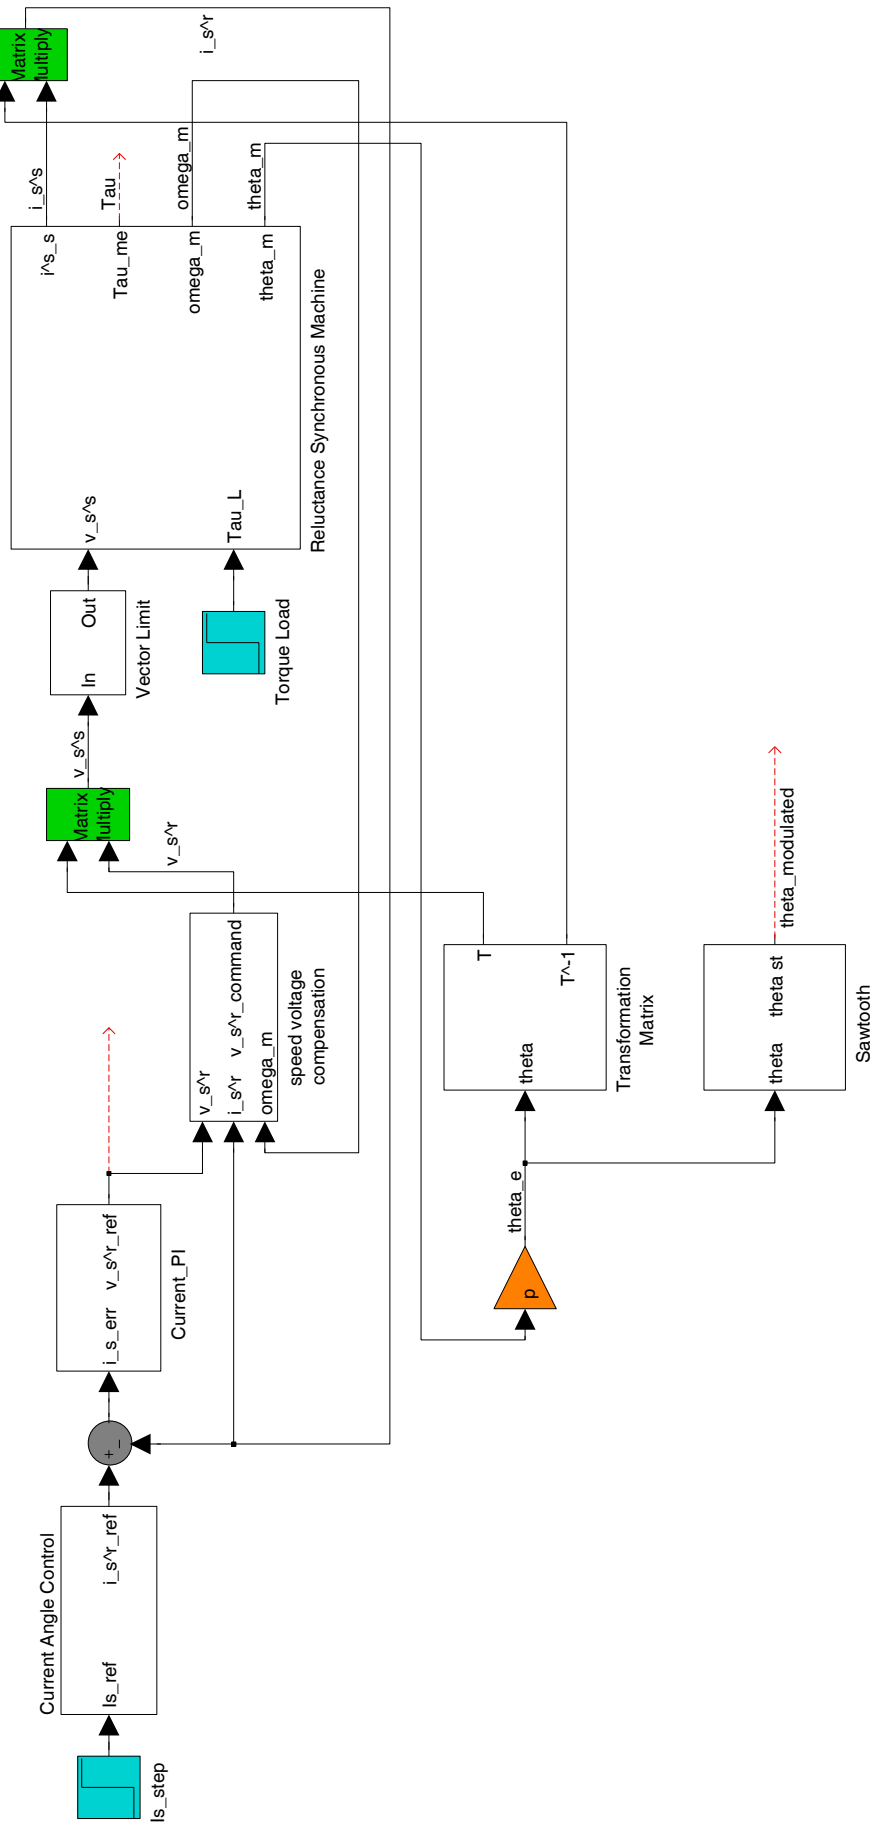 Is_step
Current Angle Control
Is_ref
i_s^r_ref
+
−
i_s_err
v_s^r_ref
Current_PI
v_s^r
i_s^r
v_s^r_command
omega_m
speed voltage
compensation
v_s^r
Matrix
Multiply
v_s^s
In
Out
Vector Limit
Torque Load
v_s^s
Tau_L
i^s_s
Tau_me
omega_m
theta_m
Reluctance Synchronous Machine
i_s^s
Tau
omega_m
theta_m
Matrix
Multiply
i_s^r
p
theta_e
theta
T
T^-1
Transformation
Matrix
theta
theta st
Sawtooth
theta_modulated